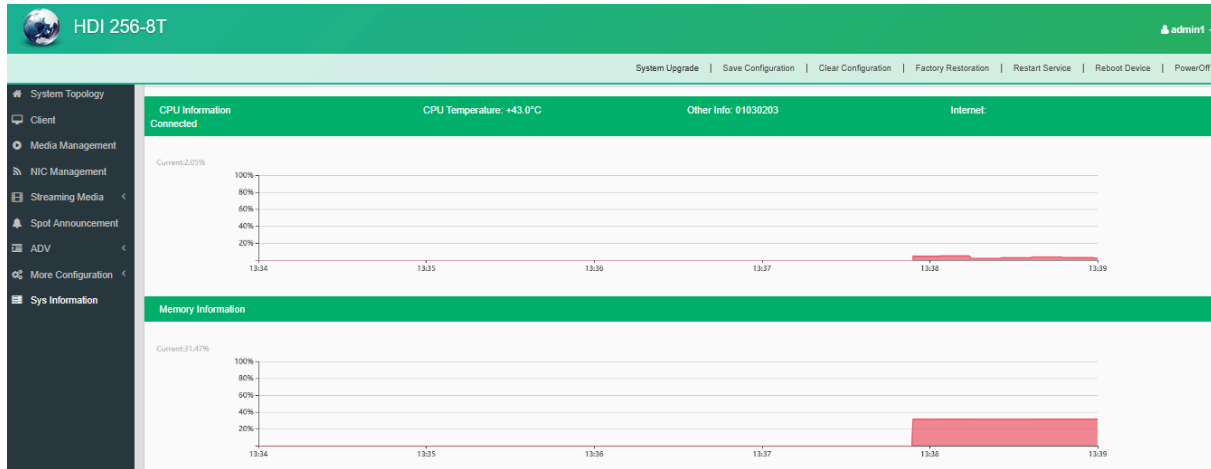 HDI 256-8T
admin1
System Upgrade | Save Configuration | Clear Configuration | Factory Restoration | Restart Service | Reboot Device | PowerOff
System Topology
Client
Media Management
NIC Management
Streaming Media
Spot Announcement
ADV
More Configuration
Sys Information
CPU Information CPU Temperature: +43.0°C Other Info: 01030203 Internet:
Connected
Current:2.05%
100%
80%
60%
40%
20%
13:34 13:35 13:36 13:37 13:38 13:39
Memory Information
Current:31.47%
100%
80%
60%
40%
20%
13:34 13:35 13:36 13:37 13:38 13:39